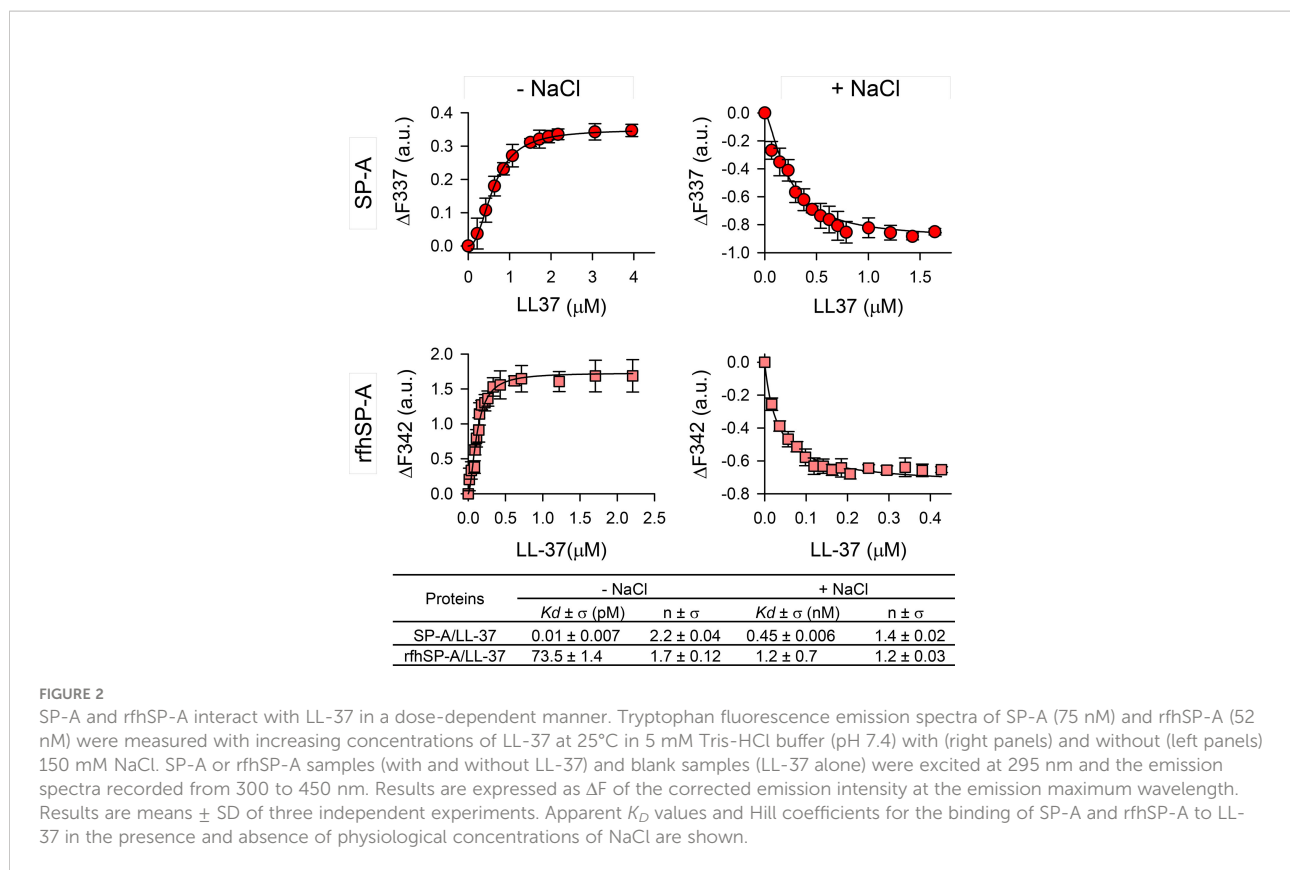 - NaCl
+ NaCl
SP-A
ΔF337 (a.u.)
0.4
0.3
0.2
0.1
0.0
0 1 2 3 4
LL37 (μM)
ΔF337 (a.u.)
0.0
-0.2
-0.4
-0.6
-0.8
-1.0
0.0 0.5 1.0 1.5
LL37 (μM)
rfhSP-A
ΔF342 (a.u.)
2.0
1.5
1.0
0.5
0.0
0.0 0.5 1.0 1.5 2.0 2.5
LL-37(μM)
ΔF342 (a.u.)
0.0
-0.2
-0.4
-0.6
-0.8
0.0 0.1 0.2 0.3 0.4
LL-37 (μM)
Proteins - NaCl + NaCl
Kd ± σ (pM) n ± σ Kd ± σ (nM) n ± σ
SP-A/LL-37 0.01 ± 0.007 2.2 ± 0.04 0.45 ± 0.006 1.4 ± 0.02
rfhSP-A/LL-37 73.5 ± 1.4 1.7 ± 0.12 1.2 ± 0.7 1.2 ± 0.03
FIGURE 2
SP-A and rfhSP-A interact with LL-37 in a dose-dependent manner. Tryptophan fluorescence emission spectra of SP-A (75 nM) and rfhSP-A (52
nM) were measured with increasing concentrations of LL-37 at 25°C in 5 mM Tris-HCl buffer (pH 7.4) with (right panels) and without (left panels)
150 mM NaCl. SP-A or rfhSP-A samples (with and without LL-37) and blank samples (LL-37 alone) were excited at 295 nm and the emission
spectra recorded from 300 to 450 nm. Results are expressed as ΔF of the corrected emission intensity at the emission maximum wavelength.
Results are means ± SD of three independent experiments. Apparent KD values and Hill coefficients for the binding of SP-A and rfhSP-A to LL-
37 in the presence and absence of physiological concentrations of NaCl are shown.